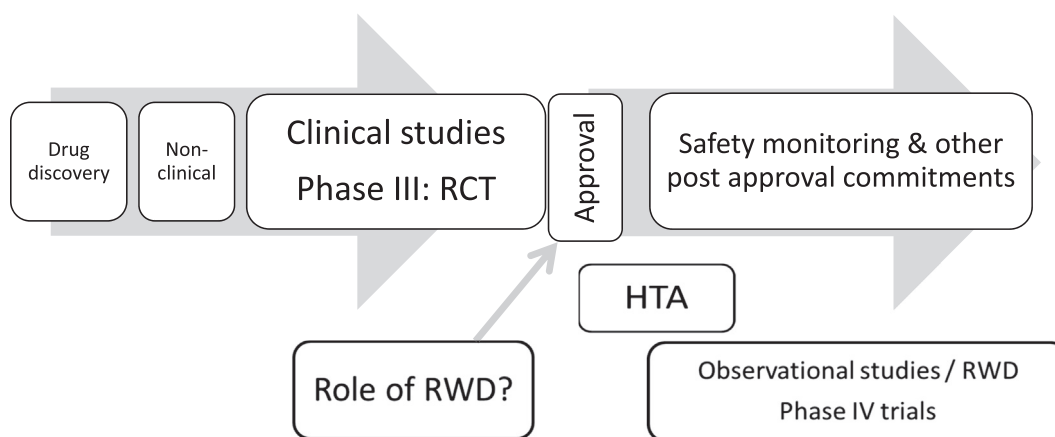 Drug
discovery
Non-
clinical
Clinical studies
Phase III: RCT
Approval
Safety monitoring & other
post approval commitments
HTA
Role of RWD?
Observational studies / RWD
Phase IV trials